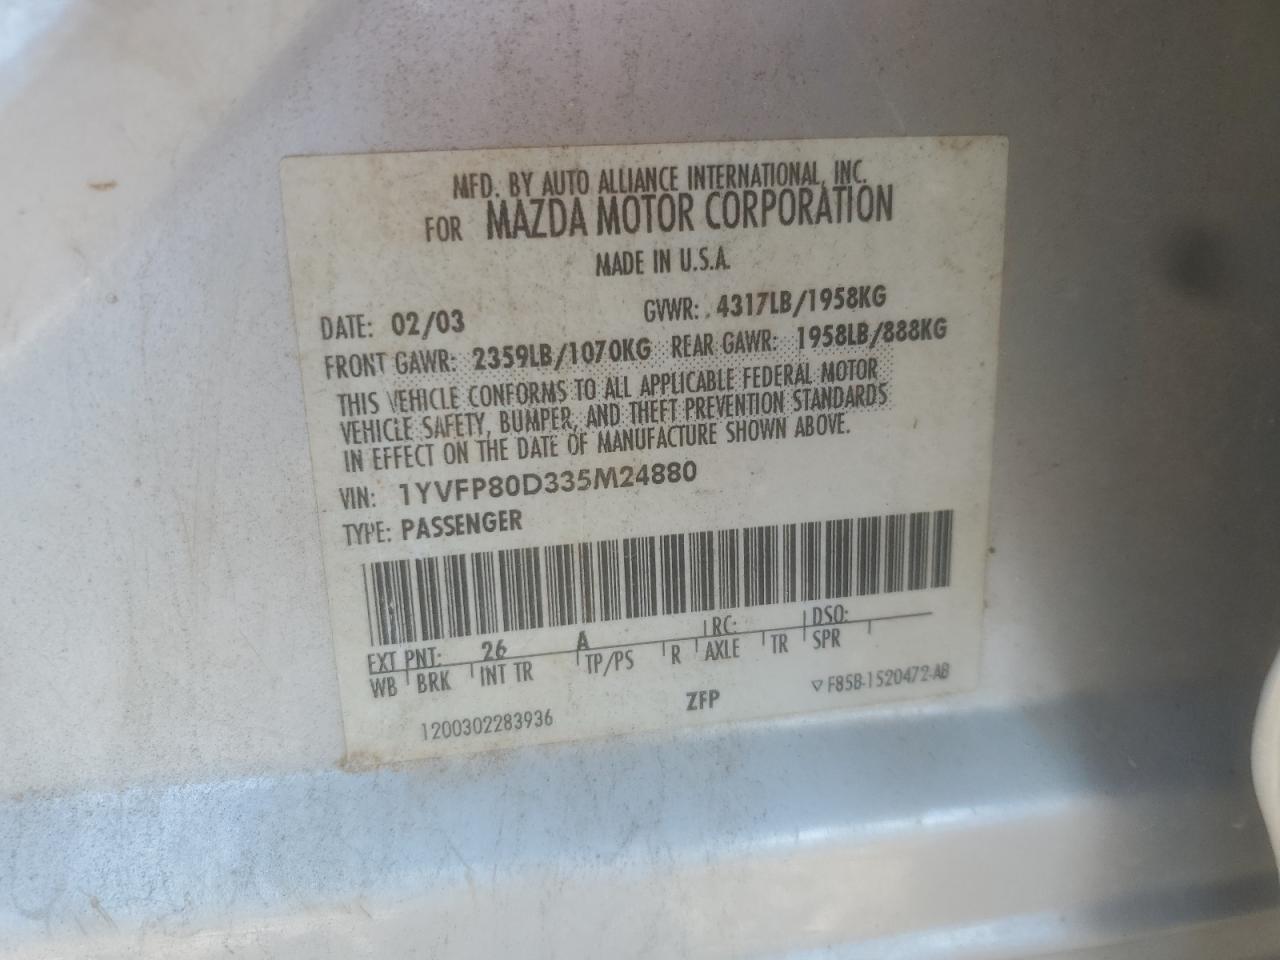 MFD. BY AUTO ALLIANCE INTERNATIONAL, INC.
FOR MAZDA MOTOR CORPORATION
MADE IN U.S.A.
DATE: 02/03 GVWR: 4317LB/1958KG
FRONT GAWR: 2359LB/1070KG REAR GAWR: 1958LB/888KG
THIS VEHICLE CONFORMS TO ALL APPLICABLE FEDERAL MOTOR
VEHICLE SAFETY, BUMPER, AND THEFT PREVENTION STANDARDS
IN EFFECT ON THE DATE OF MANUFACTURE SHOWN ABOVE.
VIN: 1YVFP80D335M24880
TYPE: PASSENGER
EXT PNT: 26 A RC: DSO:
WB BRK INT TR TP/PS R AXLE TR SPR
1200302283936 ZFP ▽ F85B-1520472-AB